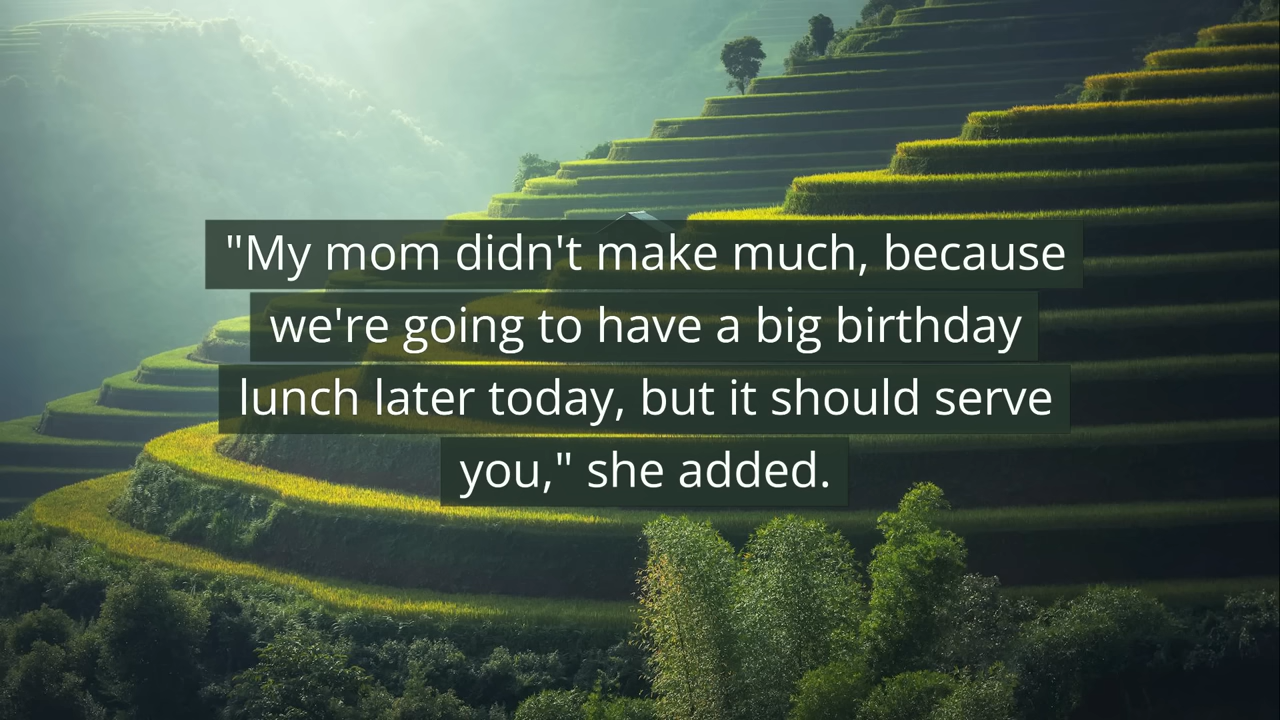 "My mom didn't make much, because
we're going to have a big birthday
lunch later today, but it should serve
you," she added.